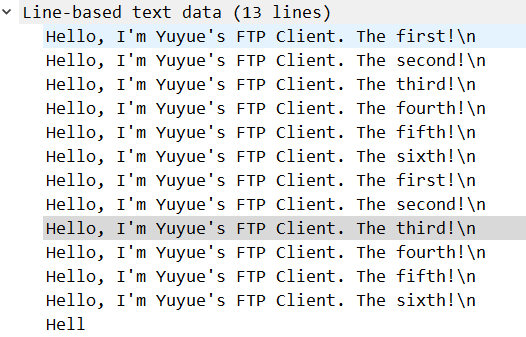 Line-based text data (13 lines)
Hello, I'm Yuyue's FTP Client. The first!\n
Hello, I'm Yuyue's FTP Client. The second!\n
Hello, I'm Yuyue's FTP Client. The third!\n
Hello, I'm Yuyue's FTP Client. The fourth!\n
Hello, I'm Yuyue's FTP Client. The fifth!\n
Hello, I'm Yuyue's FTP Client. The sixth!\n
Hello, I'm Yuyue's FTP Client. The first!\n
Hello, I'm Yuyue's FTP Client. The second!\n
Hello, I'm Yuyue's FTP Client. The third!\n
Hello, I'm Yuyue's FTP Client. The fourth!\n
Hello, I'm Yuyue's FTP Client. The fifth!\n
Hello, I'm Yuyue's FTP Client. The sixth!\n
Hell